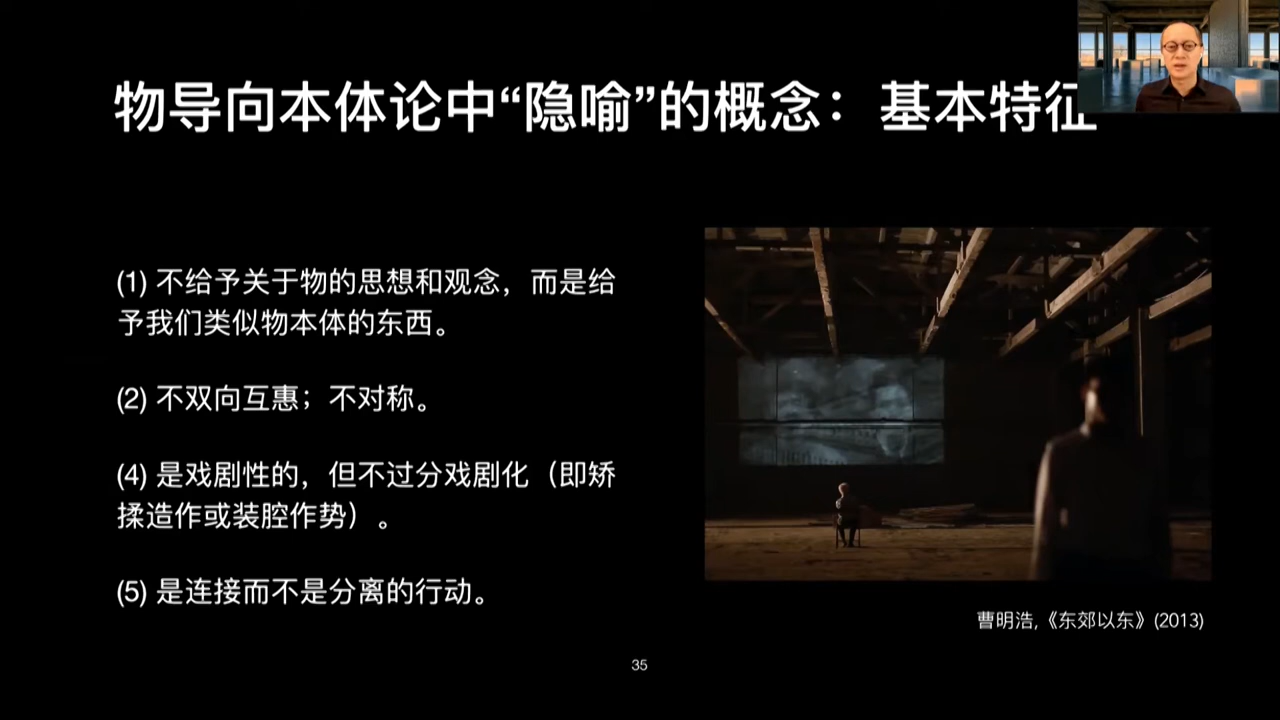 物导向本体论中“隐喻”的概念：基本特征
(1) 不给予关于物的思想和观念，而是给
予我们类似物本体的东西。
(2) 不双向互惠；不对称。
(4) 是戏剧性的，但不过分戏剧化（即矫
揉造作或装腔作势）。
(5) 是连接而不是分离的行动。
曹明浩,《东郊以东》(2013)
35